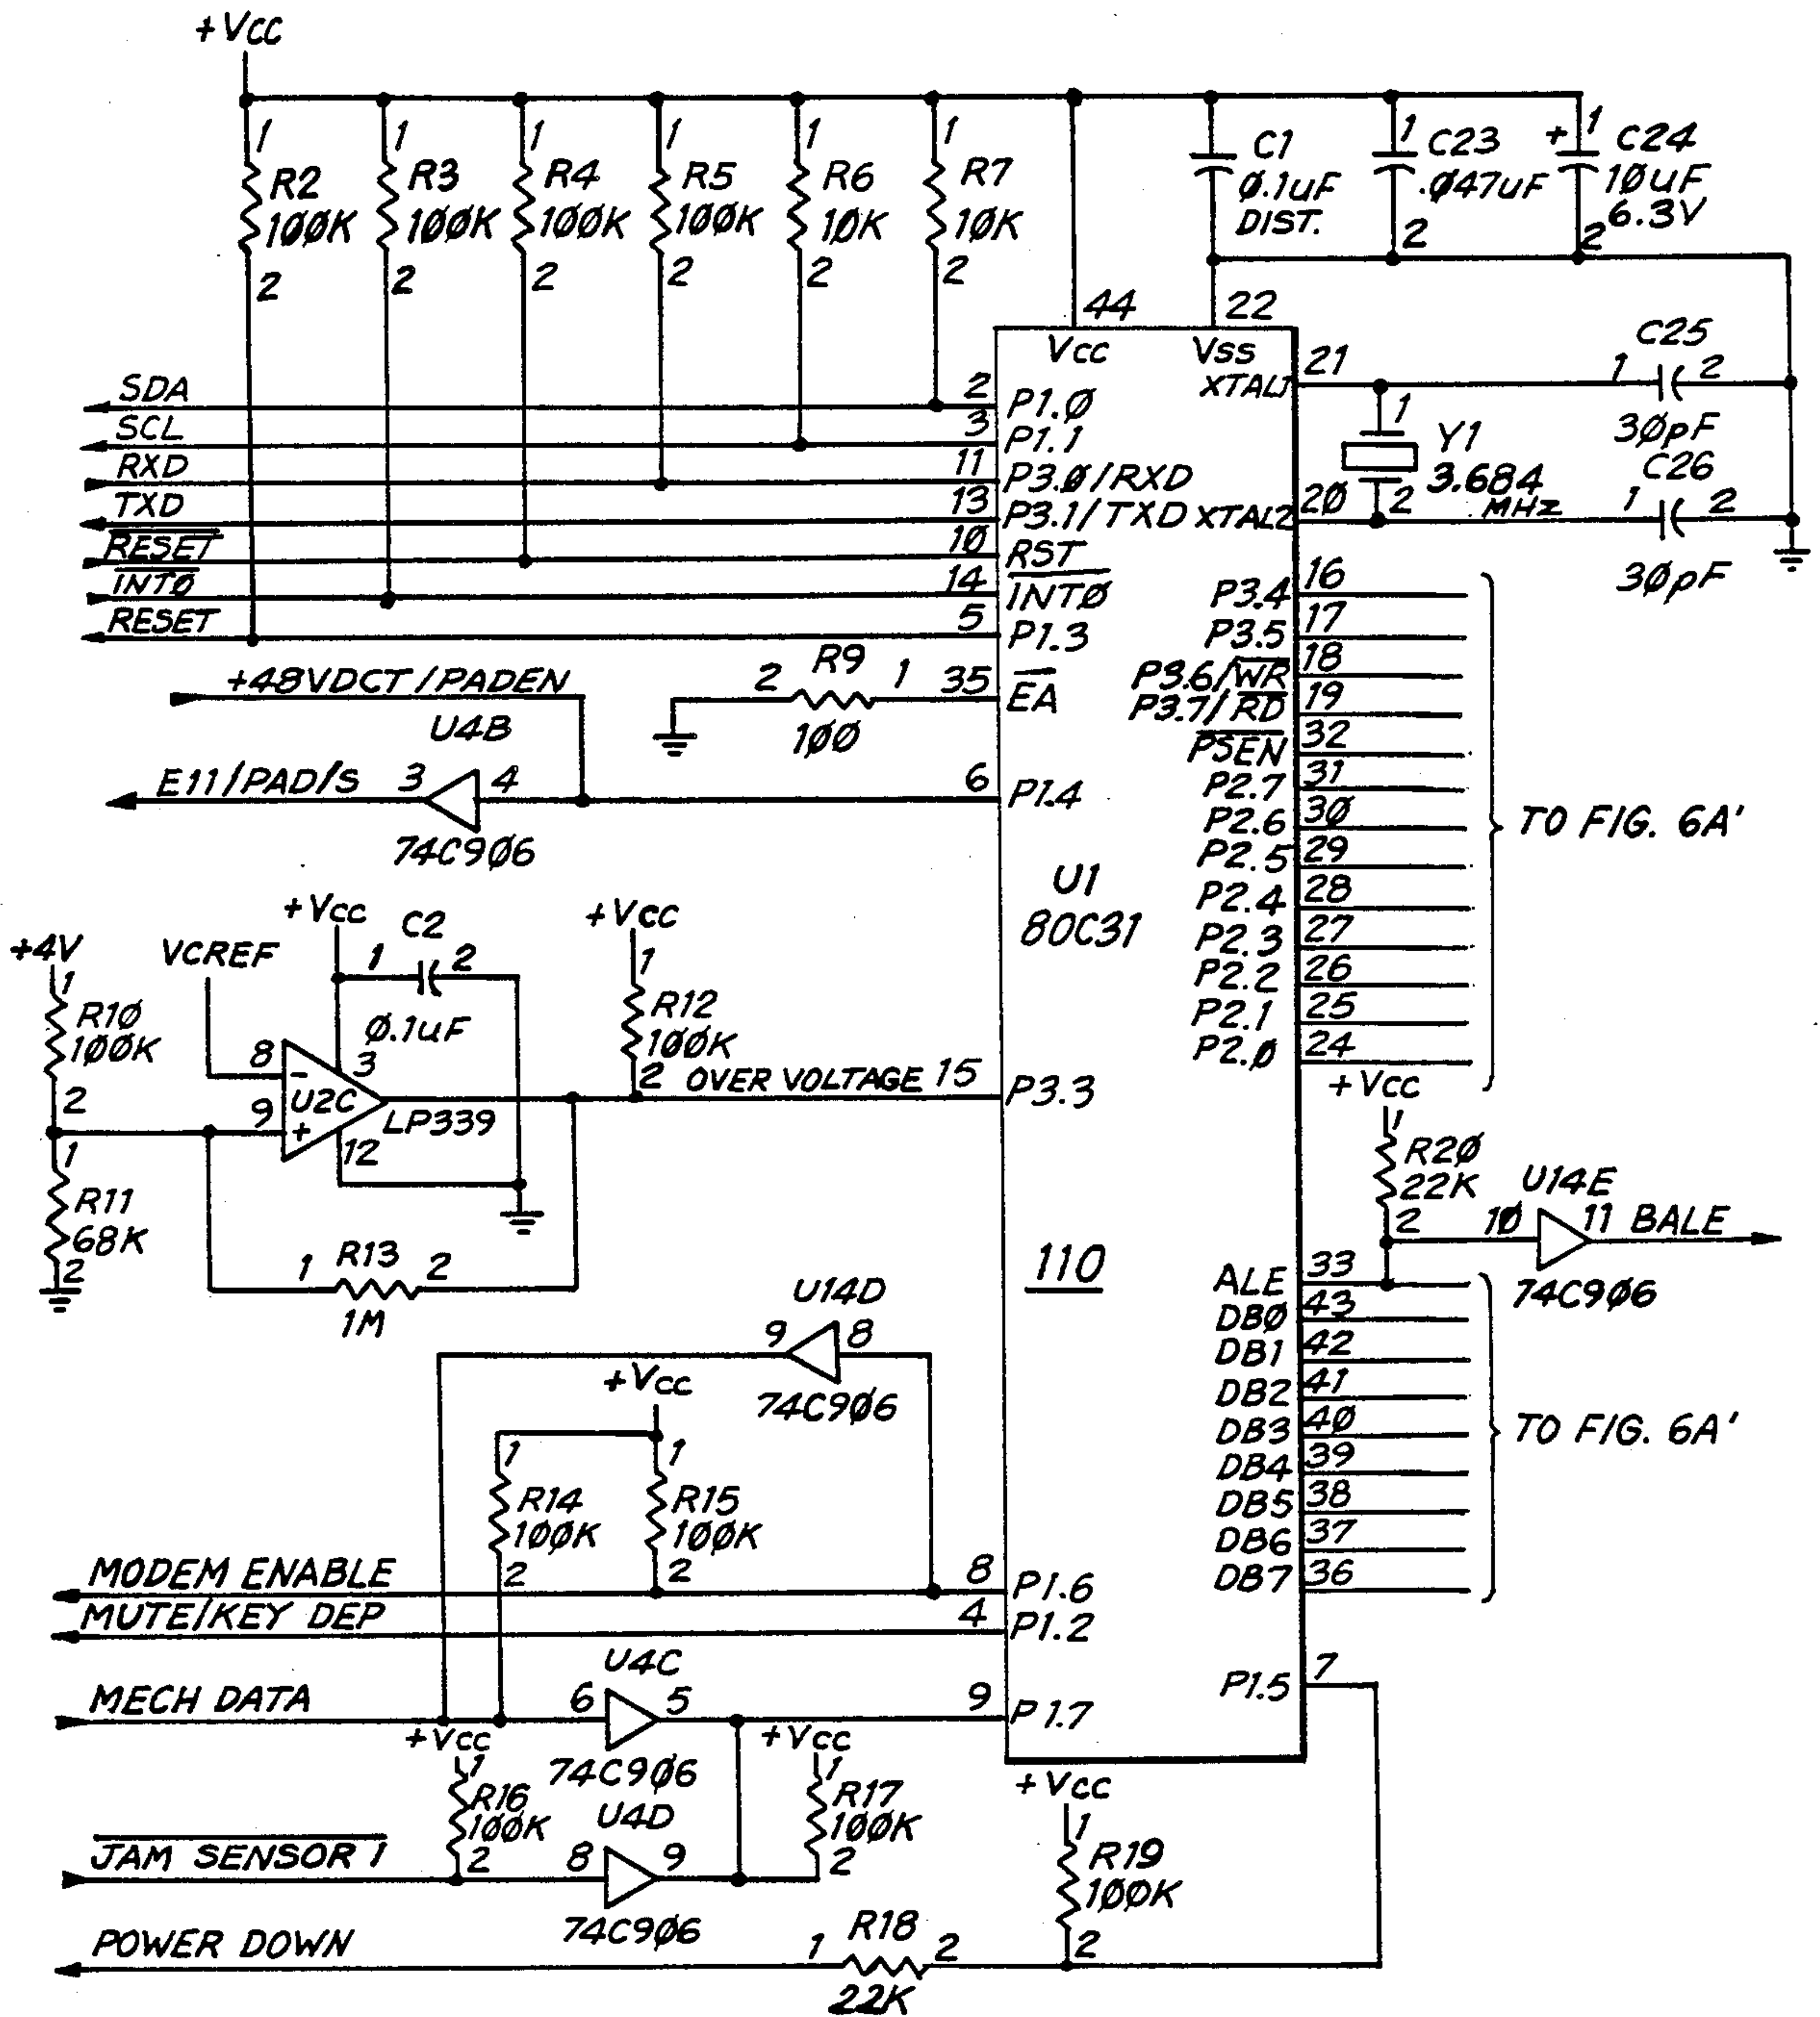 +VCC
1
R2
100K
2
1
R3
100K
2
1
R4
100K
2
1
R5
100K
2
1
R6
10K
2
1
R7
10K
2
C1
0.1uF
DIST.
1
C23
.047uF
2
+ 1
C24
10uF
6.3V
2
44
22
VCC
VSS
SDA
2
P1.0
SCL
3
P1.1
RXD
11
P3.0/RXD
TXD
13
P3.1/TXD
RESET
10
RST
INT0
14
INT0
RESET
5
P1.3
XTAL1
21
1
C25
2
30pF
1
Y1
3.684
MHz
2
XTAL2
20
C26
1
2
30pF
+48VDCT/PADEN
2
R9
1
100
35
EA
U4B
E11/PAD/S
3
4
74C906
6
P1.4
P3.4
16
P3.5
17
P3.6/WR
18
P3.7/RD
19
PSEN
32
P2.7
31
P2.6
30
P2.5
29
P2.4
28
P2.3
27
P2.2
26
P2.1
25
P2.0
24
TO FIG. 6A'
U1
80C31
110
+4V
1
R10
100K
2
VCREF
+VCC
C2
1
2
0.1uF
+VCC
1
R12
100K
2
OVER VOLTAGE
15
P3.3
8
-
3
U2C
9
+
LP339
12
1
R11
68K
2
1
R13
2
1M
+VCC
1
R20
22K
2
U14E
10
11
BALE
74C906
ALE
33
DB0
43
DB1
42
DB2
41
DB3
40
DB4
39
DB5
38
DB6
37
DB7
36
TO FIG. 6A'
U14D
9
8
74C906
+VCC
1
R14
100K
2
1
R15
100K
2
MODEM ENABLE
8
P1.6
MUTE/KEY DEP
4
P1.2
MECH DATA
U4C
6
5
74C906
9
P1.7
P1.5
7
+VCC
1
R16
100K
2
+VCC
1
R17
100K
2
JAM SENSOR 1
U4D
8
9
74C906
+VCC
1
R19
100K
2
POWER DOWN
1
R18
2
22K